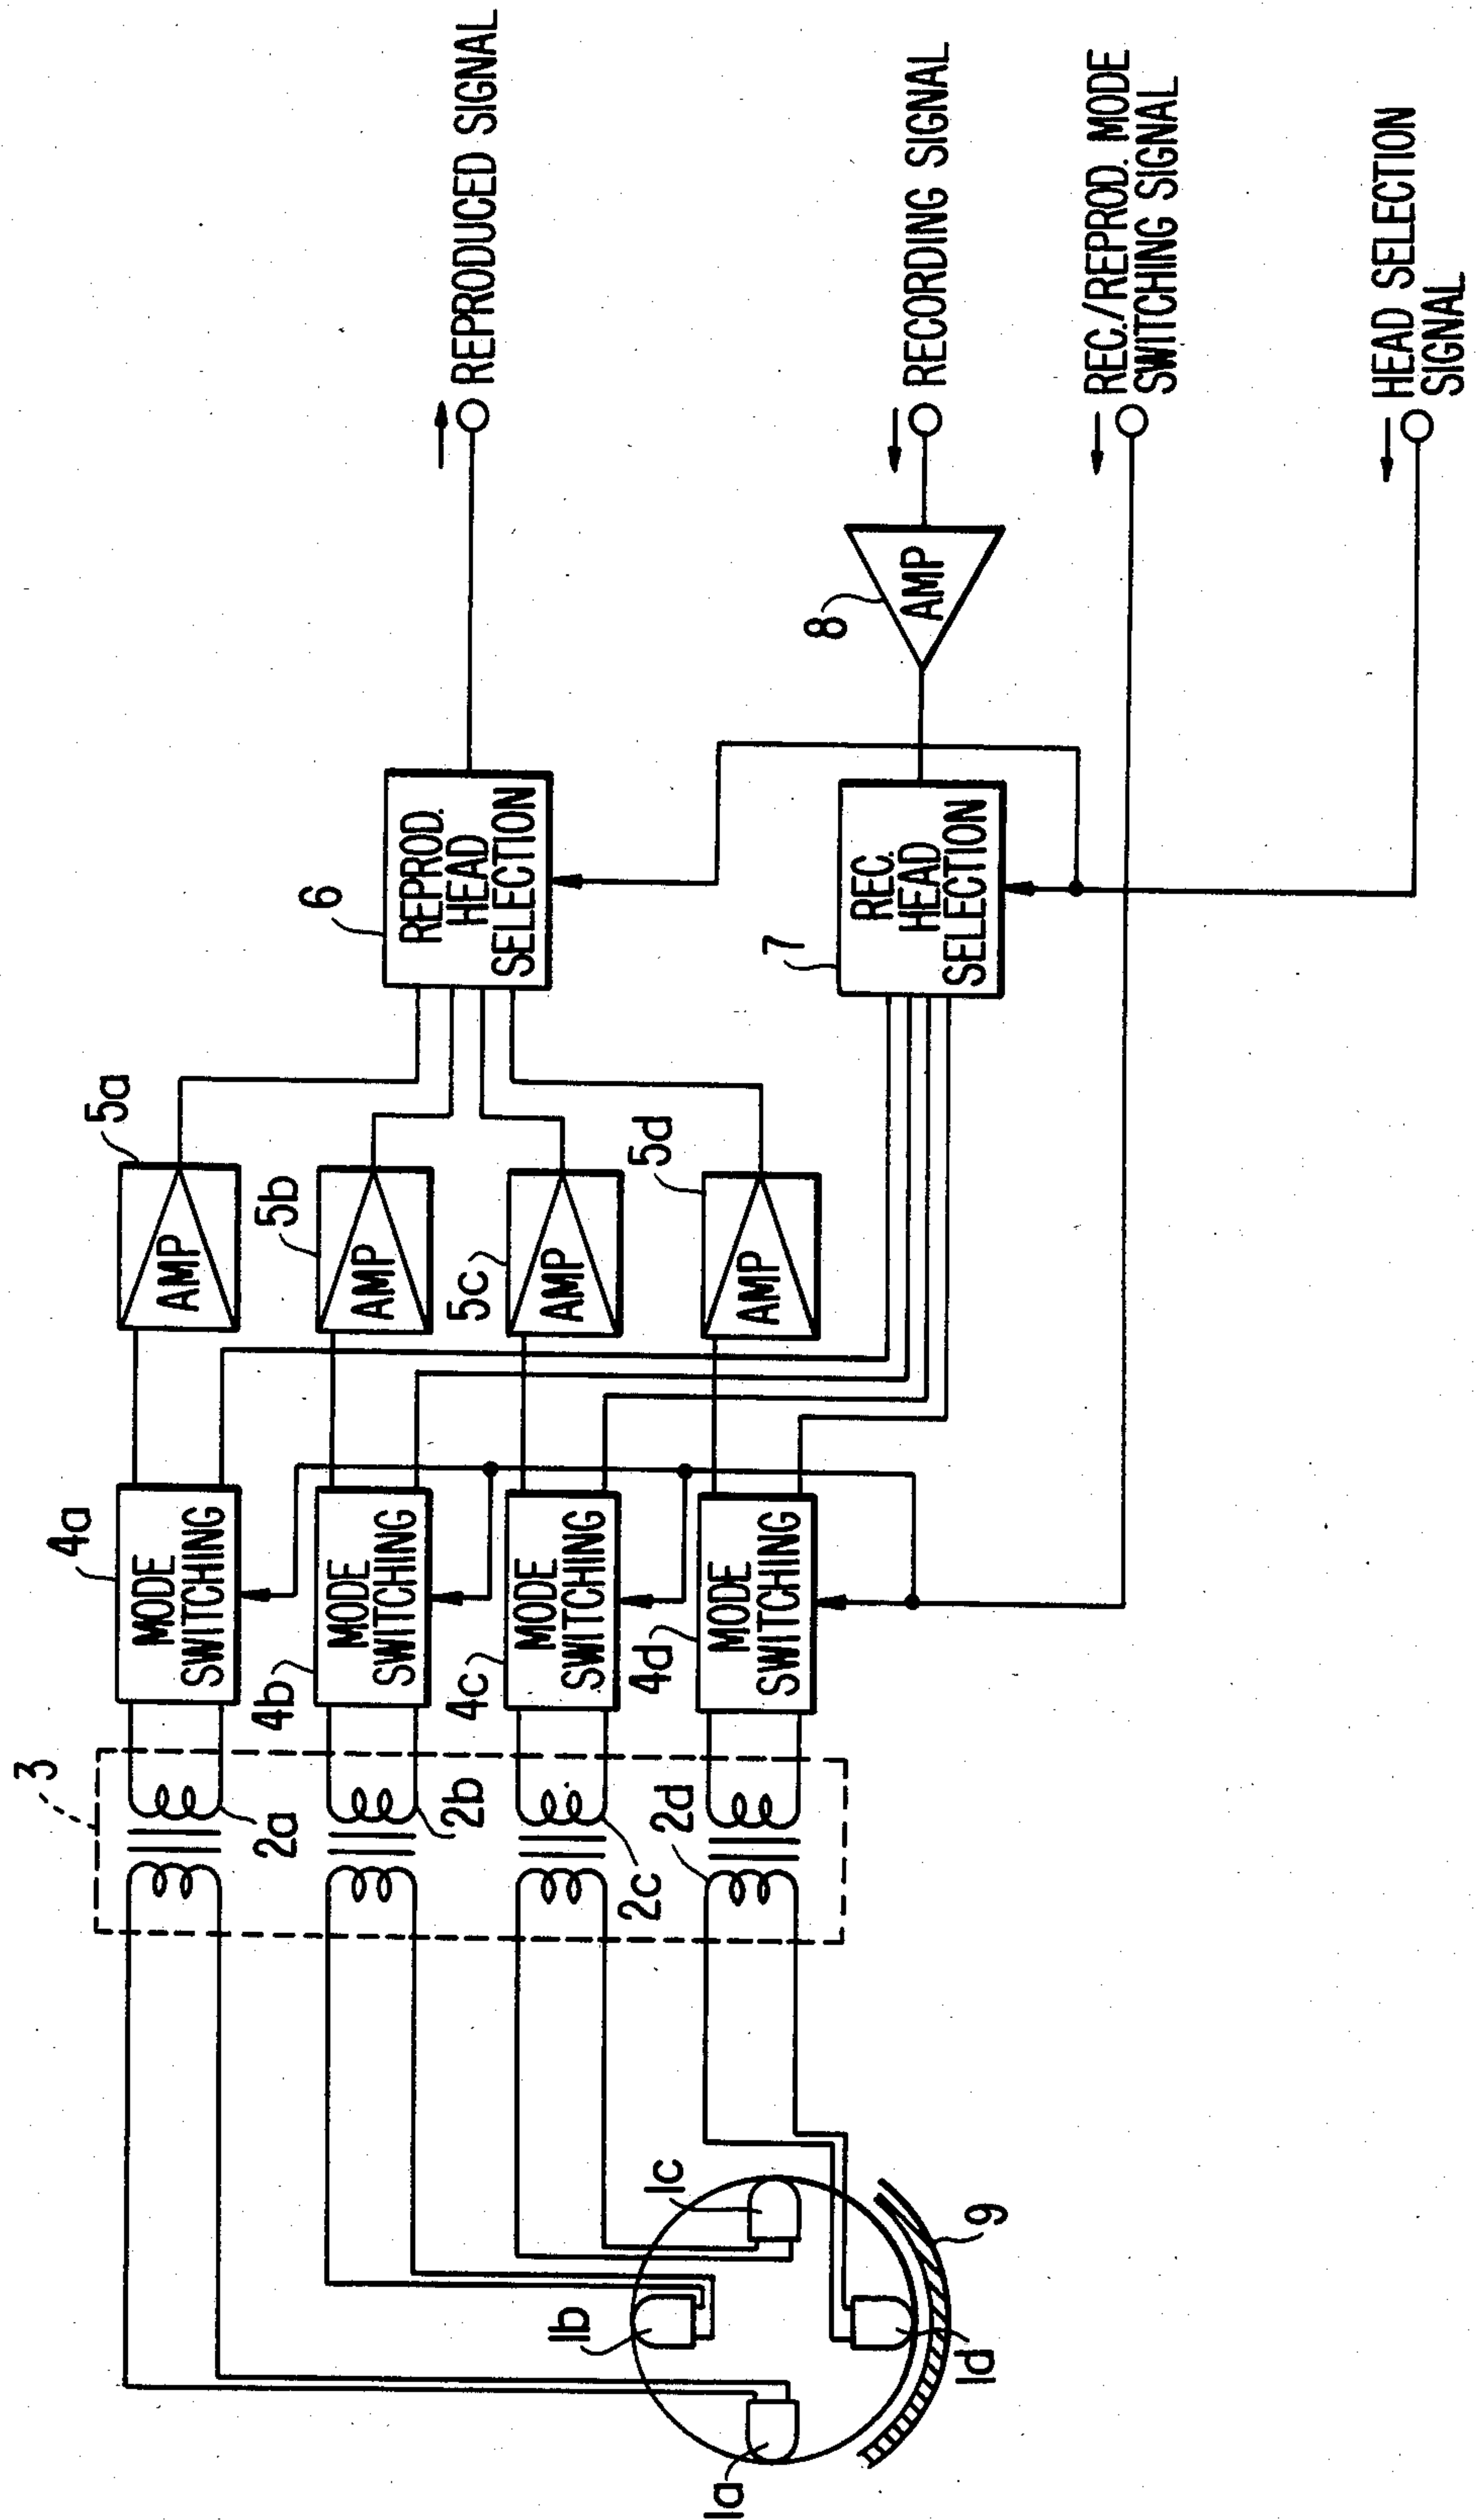 3
4a
MODE
SWITCHING
2a
5a
AMP
4b
MODE
SWITCHING
2b
5b
AMP
6
REPROD.
HEAD
SELECTION
REPRODUCED SIGNAL
4c
MODE
SWITCHING
2c
5c
AMP
4d
MODE
SWITCHING
2d
5d
AMP
7
REC.
HEAD
SELECTION
8
AMP
RECORDING SIGNAL
REC./REPROD. MODE
SWITCHING SIGNAL
HEAD SELECTION
SIGNAL
1a
1b
1c
1d
9